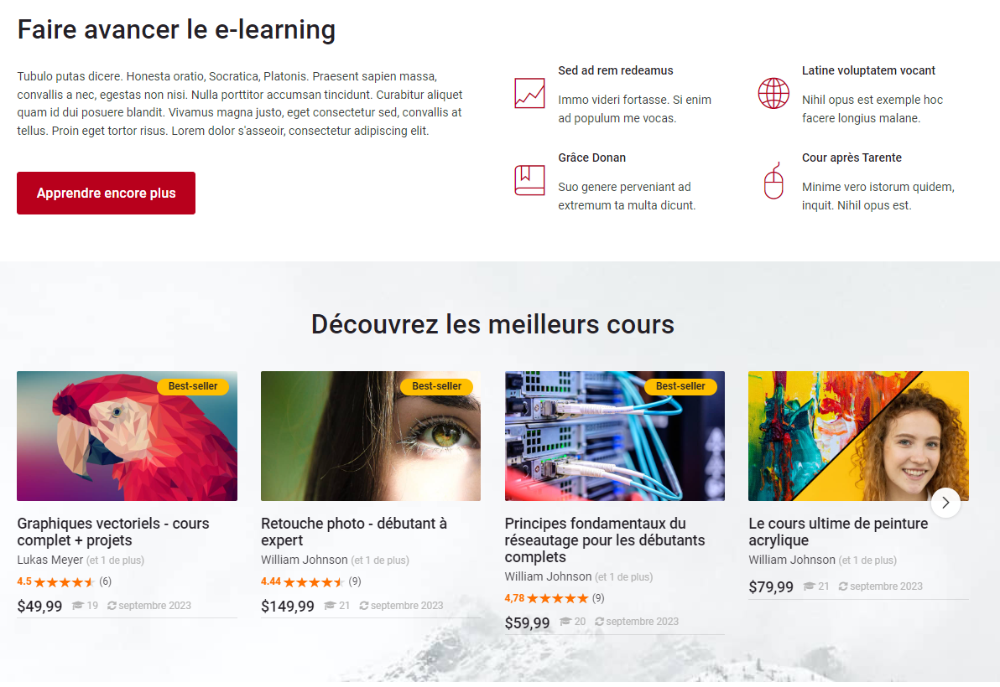 Faire avancer le e-learning
Tubulo putas dicere. Honesta oratio, Socratica, Platonis. Praesent sapien massa,
convallis a nec, egestas non nisi. Nulla porttitor accumsan tincidunt. Curabitur aliquet
quam id dui posuere blandit. Vivamus magna justo, eget consectetur sed, convallis at
tellus. Proin eget tortor risus. Lorem dolor s'asseoir, consectetur adipiscing elit.
Apprendre encore plus
Sed ad rem redeamus
Immo videri fortasse. Si enim
ad populum me vocas.
Latine voluptatem vocant
Nihil opus est exemple hoc
facere longius malane.
Grâce Donan
Suo genere perveniant ad
extremum ta multa dicunt.
Cour après Tarente
Minime vero istorum quidem,
inquit. Nihil opus est.
Découvrez les meilleurs cours
Best-seller
Graphiques vectoriels - cours
complet + projets
Lukas Meyer (et 1 de plus)
4.5 (6)
$49,99 19 septembre 2023
Best-seller
Retouche photo - débutant à
expert
William Johnson (et 1 de plus)
4.44 (9)
$149,99 21 septembre 2023
Best-seller
Principes fondamentaux du
réseautage pour les débutants
complets
William Johnson (et 1 de plus)
4,78 (9)
$59,99 20 septembre 2023
Le cours ultime de peinture
acrylique
William Johnson (et 1 de plus)
$79,99 21 septembre 2023